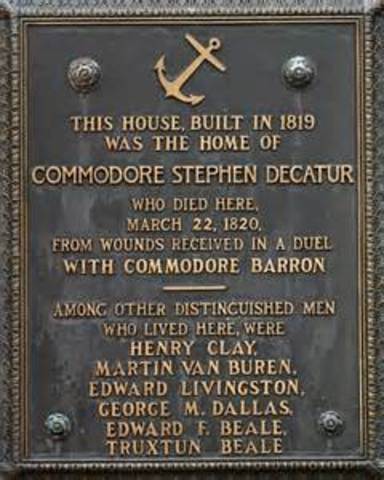 THIS HOUSE, BUILT IN 1819
WAS THE HOME OF
COMMODORE STEPHEN DECATUR
WHO DIED HERE,
MARCH 22, 1820,
FROM WOUNDS RECEIVED IN A DUEL
WITH COMMODORE BARRON
AMONG OTHER DISTINGUISHED MEN
WHO LIVED HERE, WERE
HENRY CLAY,
MARTIN VAN BUREN,
EDWARD LIVINGSTON,
GEORGE M. DALLAS,
EDWARD F. BEALE,
TRUXTUN BEALE